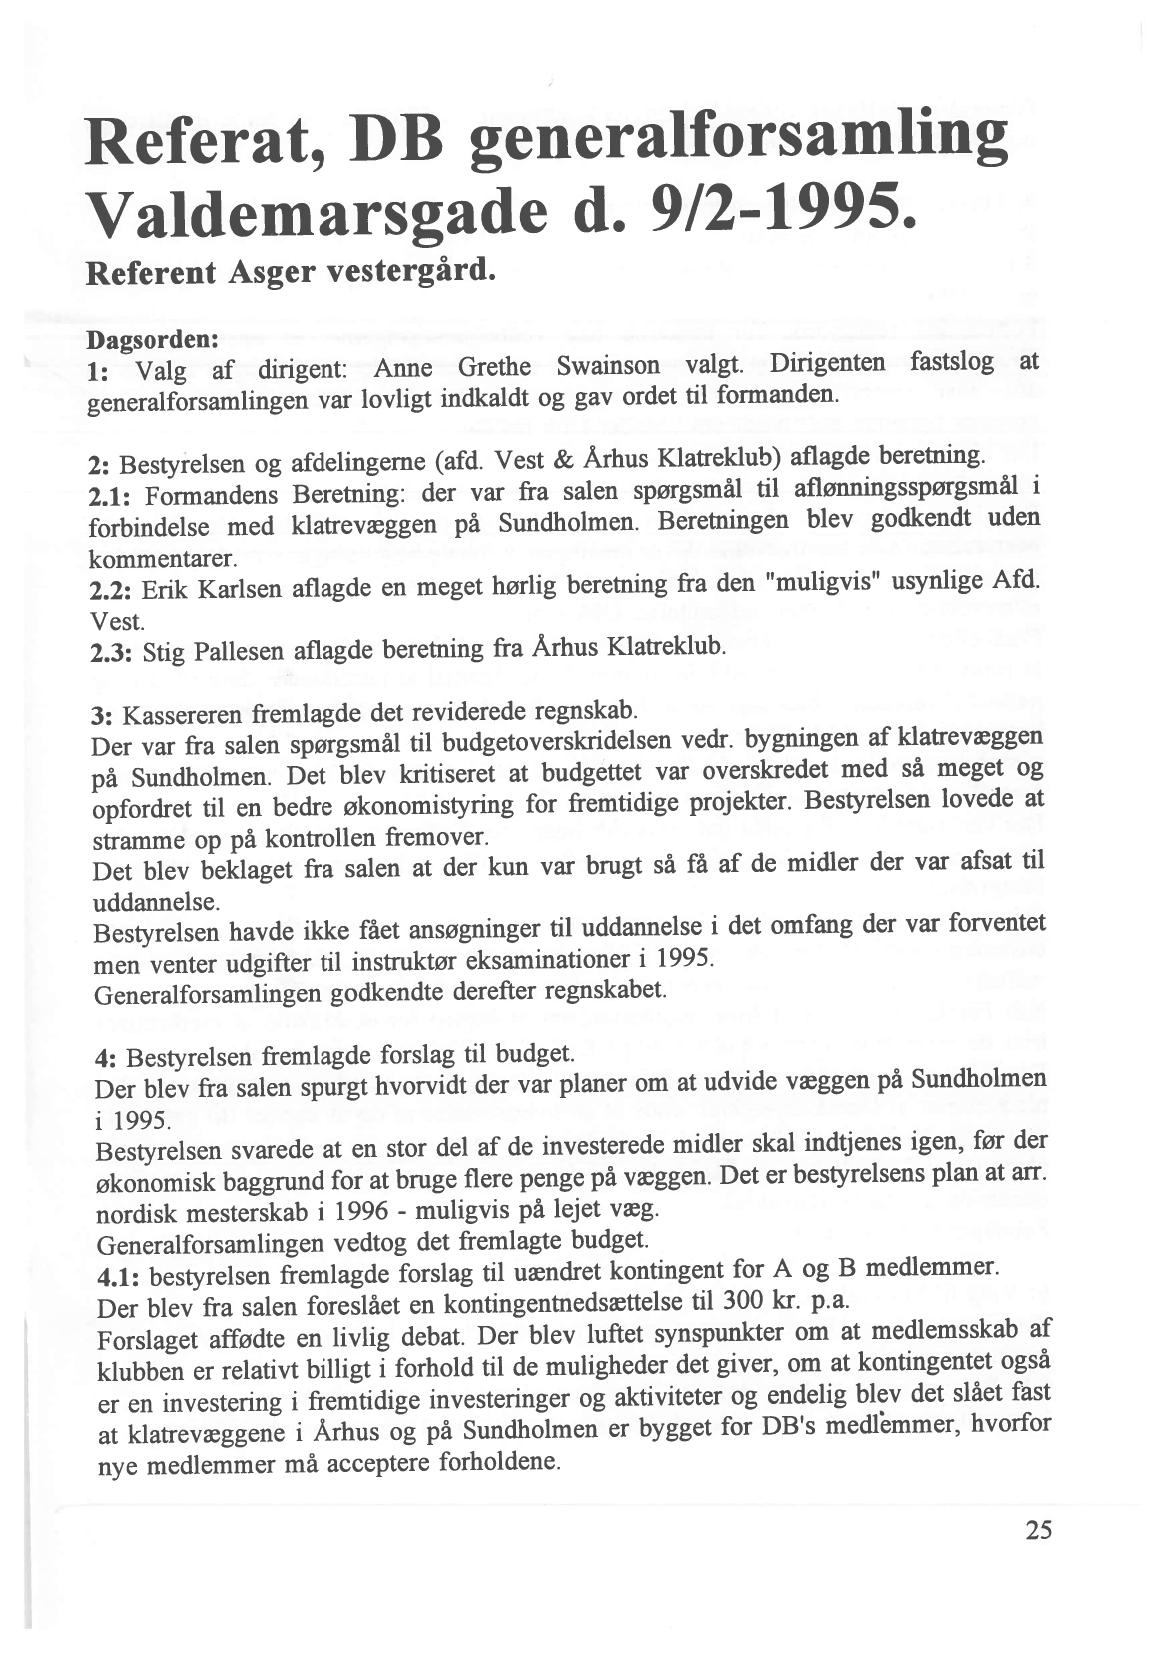 Referat, DB generalforsamling
Valdemarsgade d. 9/2-1995.
Referent Asger vestergård.
Dagsorden:
1: Valg af dirigent: Anne Grethe Swainson valgt. Dirigenten fastslog at
generalforsamlingen var lovligt indkaldt og gav ordet til formanden.
2: Bestyrelsen og afdelingerne (afd. Vest & Århus Klatreklub) aflagde beretning.
2.1: Formandens Beretning: der var fra salen spørgsmål til aflønningsspørgsmål i
forbindelse med klatrevæggen på Sundholmen. Beretningen blev godkendt uden
kommentarer.
2.2: Erik Karlsen aflagde en meget hørlig beretning fra den "muligvis" usynlige Afd.
Vest.
2.3: Stig Pallesen aflagde beretning fra Århus Klatreklub.
3: Kassereren fremlagde det reviderede regnskab.
Der var fra salen spørgsmål til budgetoverskridelsen vedr. bygningen af klatrevæggen
på Sundholmen. Det blev kritiseret at budgettet var overskredet med så meget og
opfordret til en bedre økonomistyring for fremtidige projekter. Bestyrelsen lovede at
stramme op på kontrollen fremover.
Det blev beklaget fra salen at der kun var brugt så få af de midler der var afsat til
uddannelse.
Bestyrelsen havde ikke fået ansøgninger til uddannelse i det omfang der var forventet
men venter udgifter til instruktør eksaminationer i 1995.
Generalforsamlingen godkendte derefter regnskabet.
4: Bestyrelsen fremlagde forslag til budget.
Der blev fra salen spurgt hvorvidt der var planer om at udvide væggen på Sundholmen
i 1995.
Bestyrelsen svarede at en stor del af de investerede midler skal indtjenes igen, før der
økonomisk baggrund for at bruge flere penge på væggen. Det er bestyrelsens plan at arr.
nordisk mesterskab i 1996 - muligvis på lejet væg.
Generalforsamlingen vedtog det fremlagte budget.
4.1: bestyrelsen fremlagde forslag til uændret kontingent for A og B medlemmer.
Der blev fra salen foreslået en kontingentnedsættelse til 300 kr. p.a.
Forslaget affødte en livlig debat. Der blev luftet synspunkter om at medlemsskab af
klubben er relativt billigt i forhold til de muligheder det giver, om at kontingentet også
er en investering i fremtidige investeringer og aktiviteter og endelig blev det slået fast
at klatrevæggene i Århus og på Sundholmen er bygget for DB's medlemmer, hvorfor
nye medlemmer må acceptere forholdene.
25